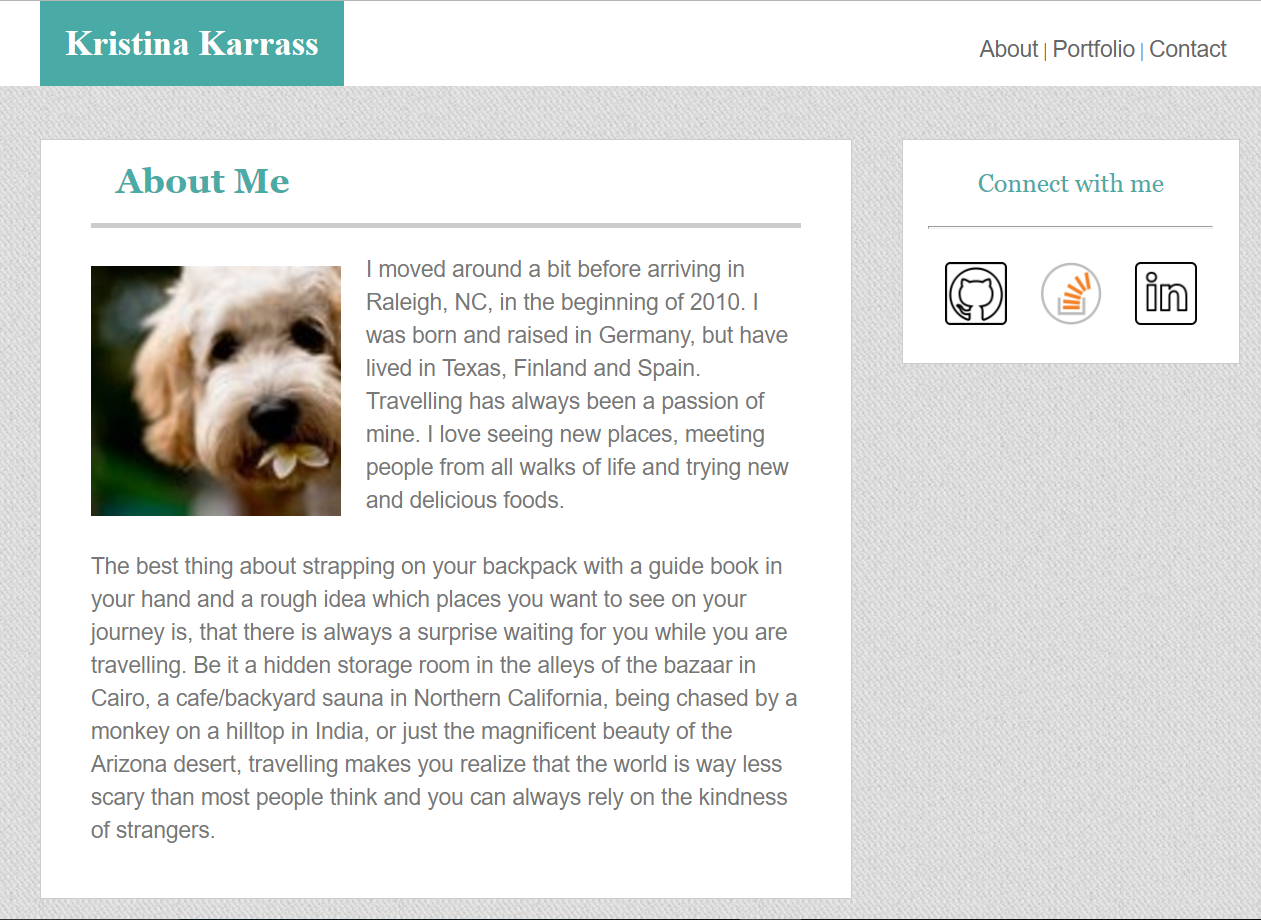 Kristina Karrass
About | Portfolio | Contact
About Me
I moved around a bit before arriving in
Raleigh, NC, in the beginning of 2010. I
was born and raised in Germany, but have
lived in Texas, Finland and Spain.
Travelling has always been a passion of
mine. I love seeing new places, meeting
people from all walks of life and trying new
and delicious foods.
The best thing about strapping on your backpack with a guide book in
your hand and a rough idea which places you want to see on your
journey is, that there is always a surprise waiting for you while you are
travelling. Be it a hidden storage room in the alleys of the bazaar in
Cairo, a cafe/backyard sauna in Northern California, being chased by a
monkey on a hilltop in India, or just the magnificent beauty of the
Arizona desert, travelling makes you realize that the world is way less
scary than most people think and you can always rely on the kindness
of strangers.
Connect with me
in